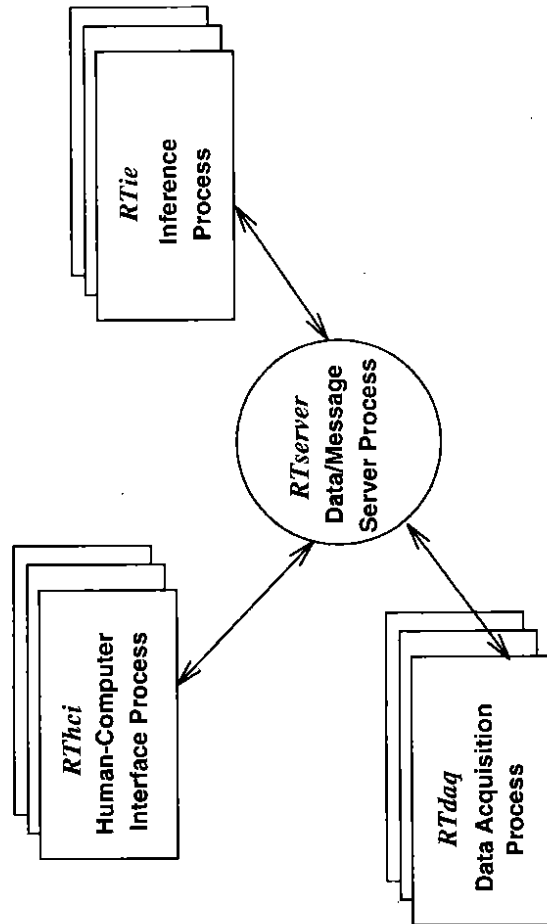 RThci
Human-Computer
Interface Process
RTie
Inference
Process
RTserver
Data/Message
Server Process
RTdaq
Data Acquisition
Process